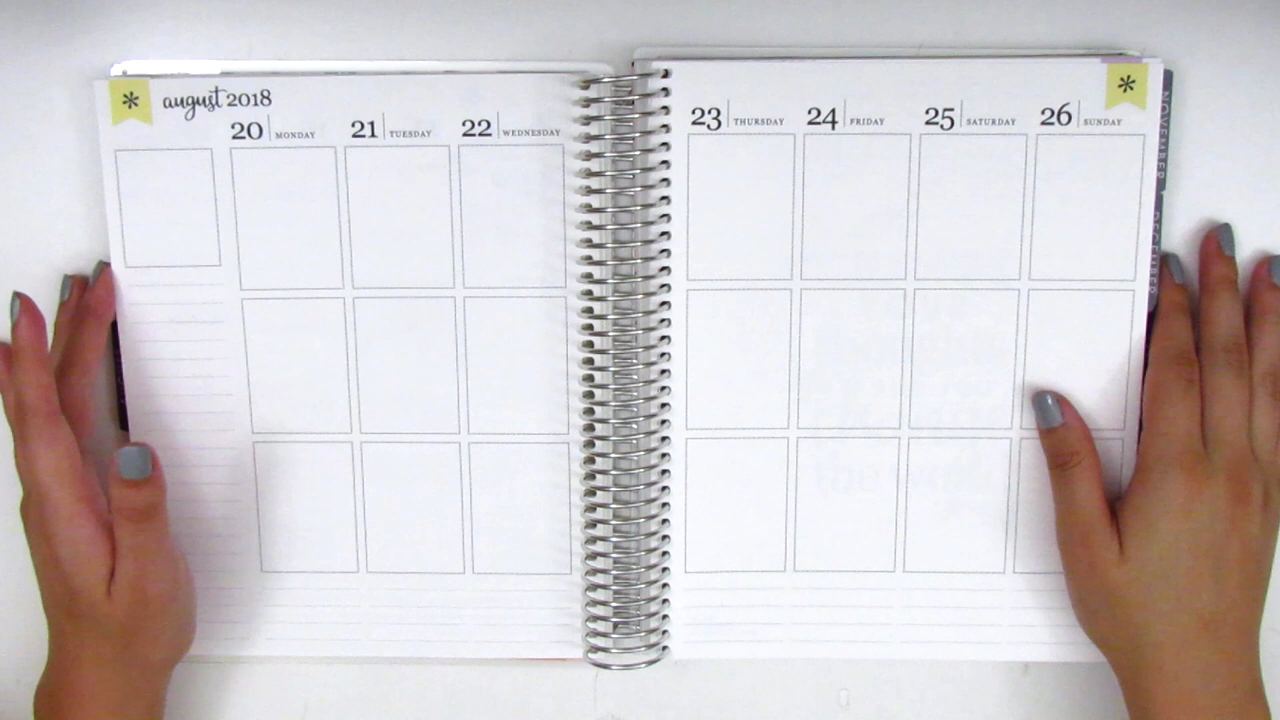 * august 2018 *
20 MONDAY 21 TUESDAY 22 WEDNESDAY 23 THURSDAY 24 FRIDAY 25 SATURDAY 26 SUNDAY
NOVEMBER
DECEMBER